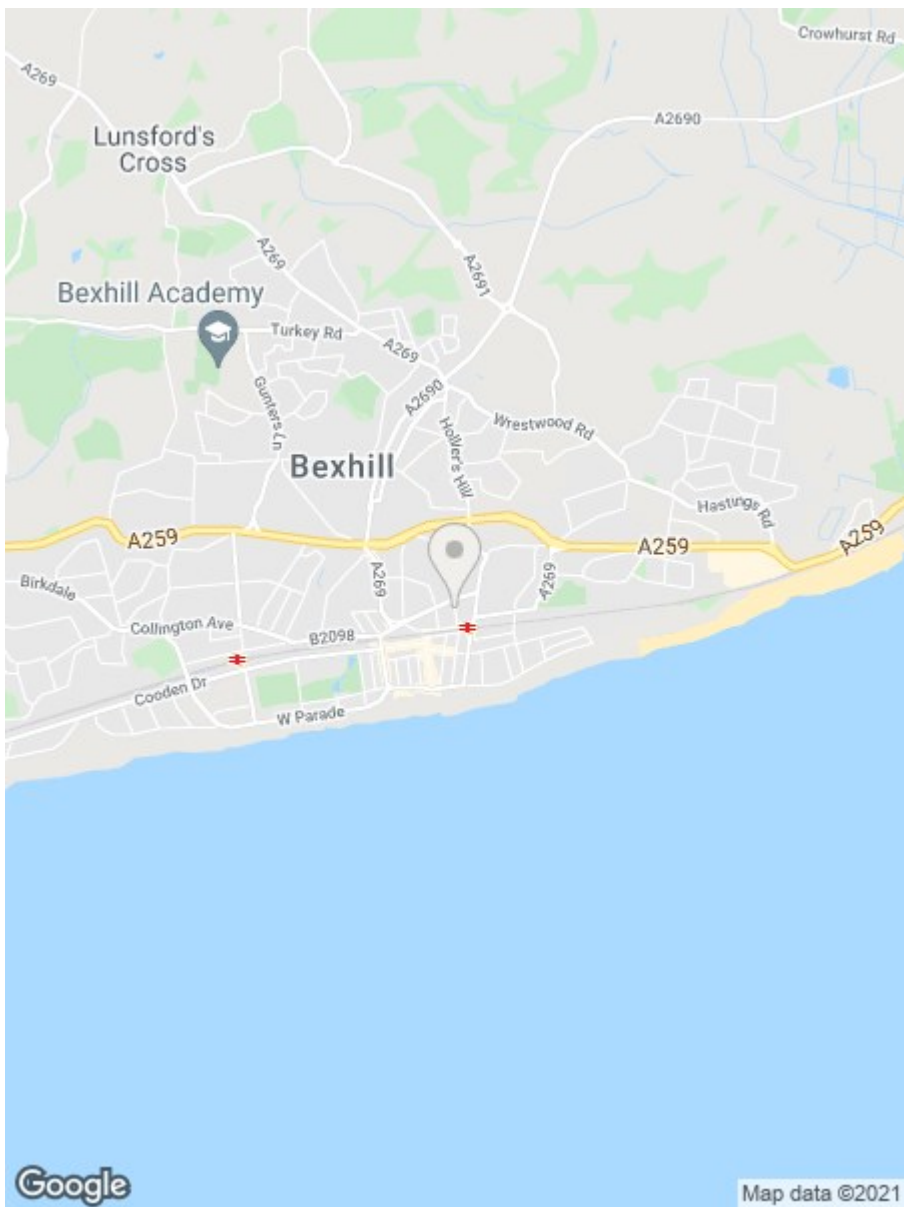 Crowhurst Rd
A269
A2690
Lunsford's
Cross
A269
A2691
Bexhill Academy
Turkey Rd
A269
A2690
Gunters Ln
Hollier's Hill
Wrestwood Rd
Bexhill
Hastings Rd
A259
A259
A259
A269
A269
Birkdale
Collington Ave
B2098
Cooden Dr
W Parade
Google
Map data ©2021